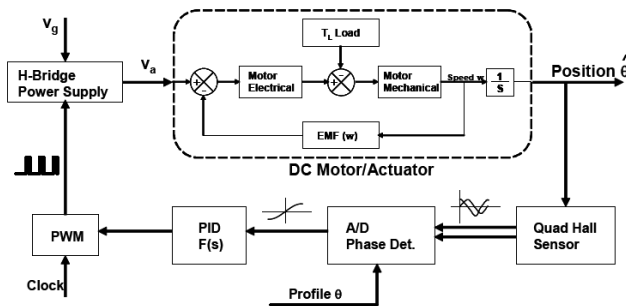 Vg
H-Bridge
Power Supply
Va
TL Load
Motor
Electrical
Motor
Mechanical
Speed w
1
S
EMF (w)
DC Motor/Actuator
Position θ̂
PWM
Clock
PID
F(s)
A/D
Phase Det.
Profile θ
Quad Hall
Sensor